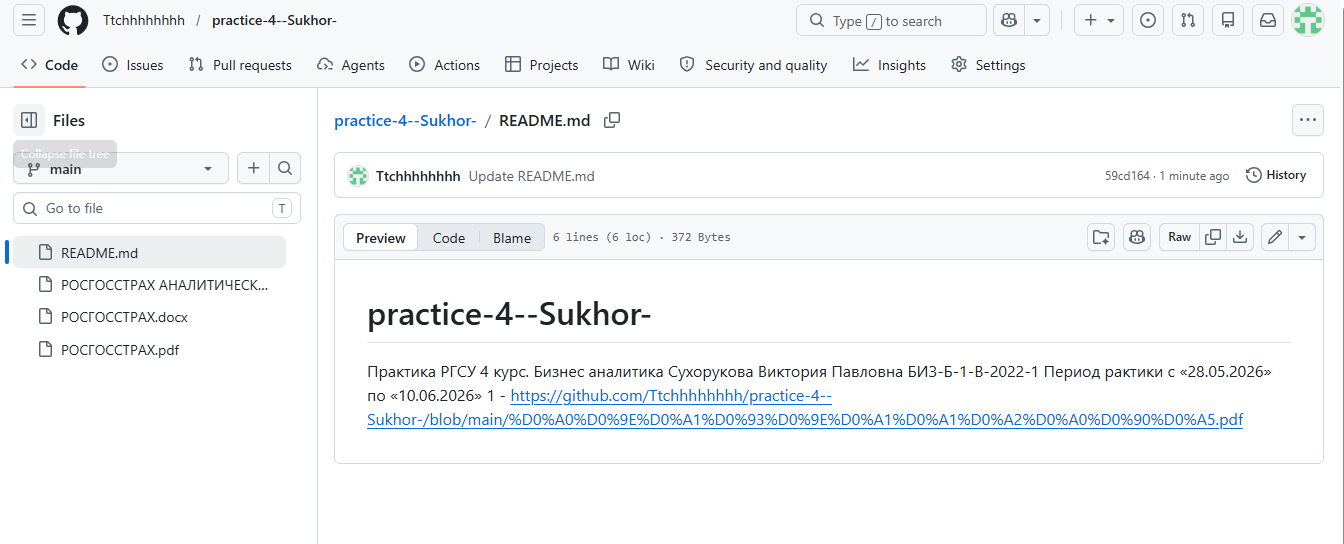 Ttchhhhhhhh / practice-4--Sukhor-
Type / to search
Code
Issues
Pull requests
Agents
Actions
Projects
Wiki
Security and quality
Insights
Settings
Files
Collapse file tree
main
Go to file
T
README.md
РОСГОССТРАХ АНАЛИТИЧЕСК...
РОСГОССТРАХ.docx
РОСГОССТРАХ.pdf
practice-4--Sukhor- / README.md
Ttchhhhhhhh Update README.md
59cd164 · 1 minute ago
History
Preview
Code
Blame
6 lines (6 loc) · 372 Bytes
Raw
practice-4--Sukhor-
Практика РГСУ 4 курс. Бизнес аналитика Сухорукова Виктория Павловна БИЗ-Б-1-В-2022-1 Период рактики с «28.05.2026»
по «10.06.2026» 1 - https://github.com/Ttchhhhhhhh/practice-4--
Sukhor-/blob/main/%D0%A0%D0%9E%D0%A1%D0%93%D0%9E%D0%A1%D0%A1%D0%A2%D0%A0%D0%90%D0%A5.pdf